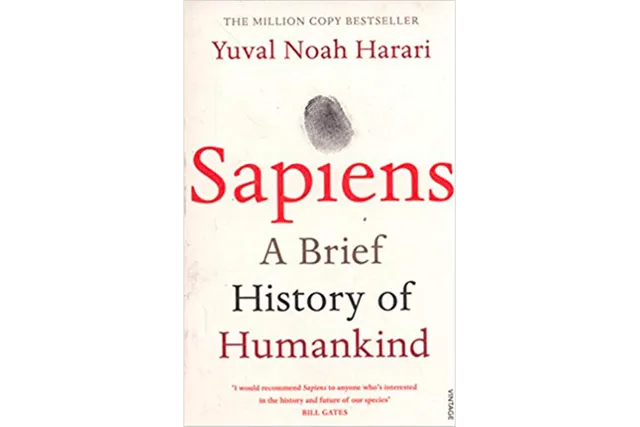 THE MILLION COPY BESTSELLER
Yuval Noah Harari
Sapiens
A Brief
History of
Humankind
'I would recommend Sapiens to anyone who's interested
in the history and future of our species'
BILL GATES
VINTAGE